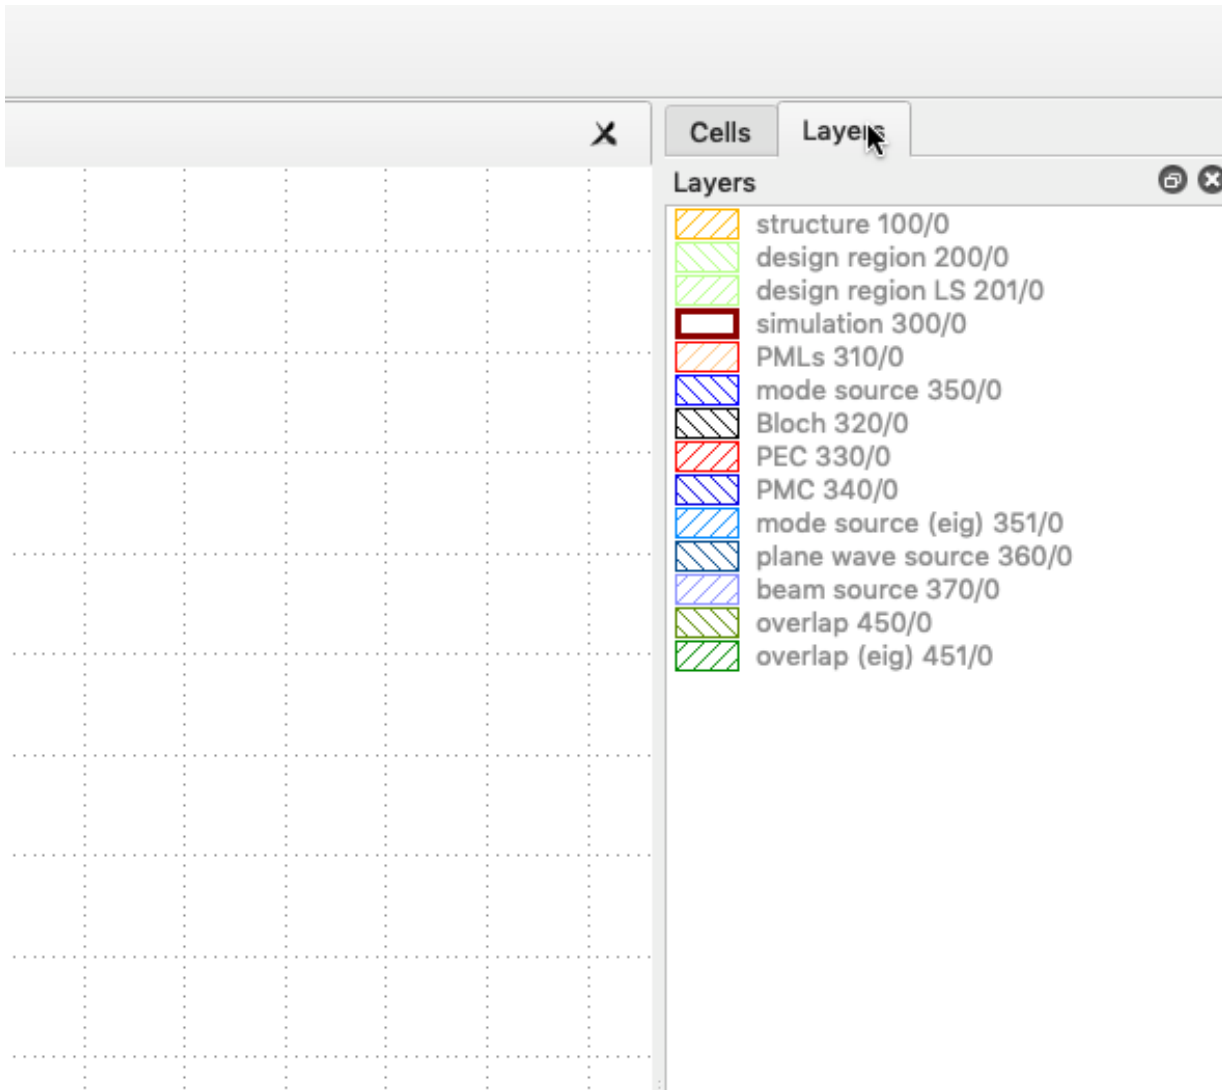 Cells
Layers
Layers
structure 100/0
design region 200/0
design region LS 201/0
simulation 300/0
PMLs 310/0
mode source 350/0
Bloch 320/0
PEC 330/0
PMC 340/0
mode source (eig) 351/0
plane wave source 360/0
beam source 370/0
overlap 450/0
overlap (eig) 451/0